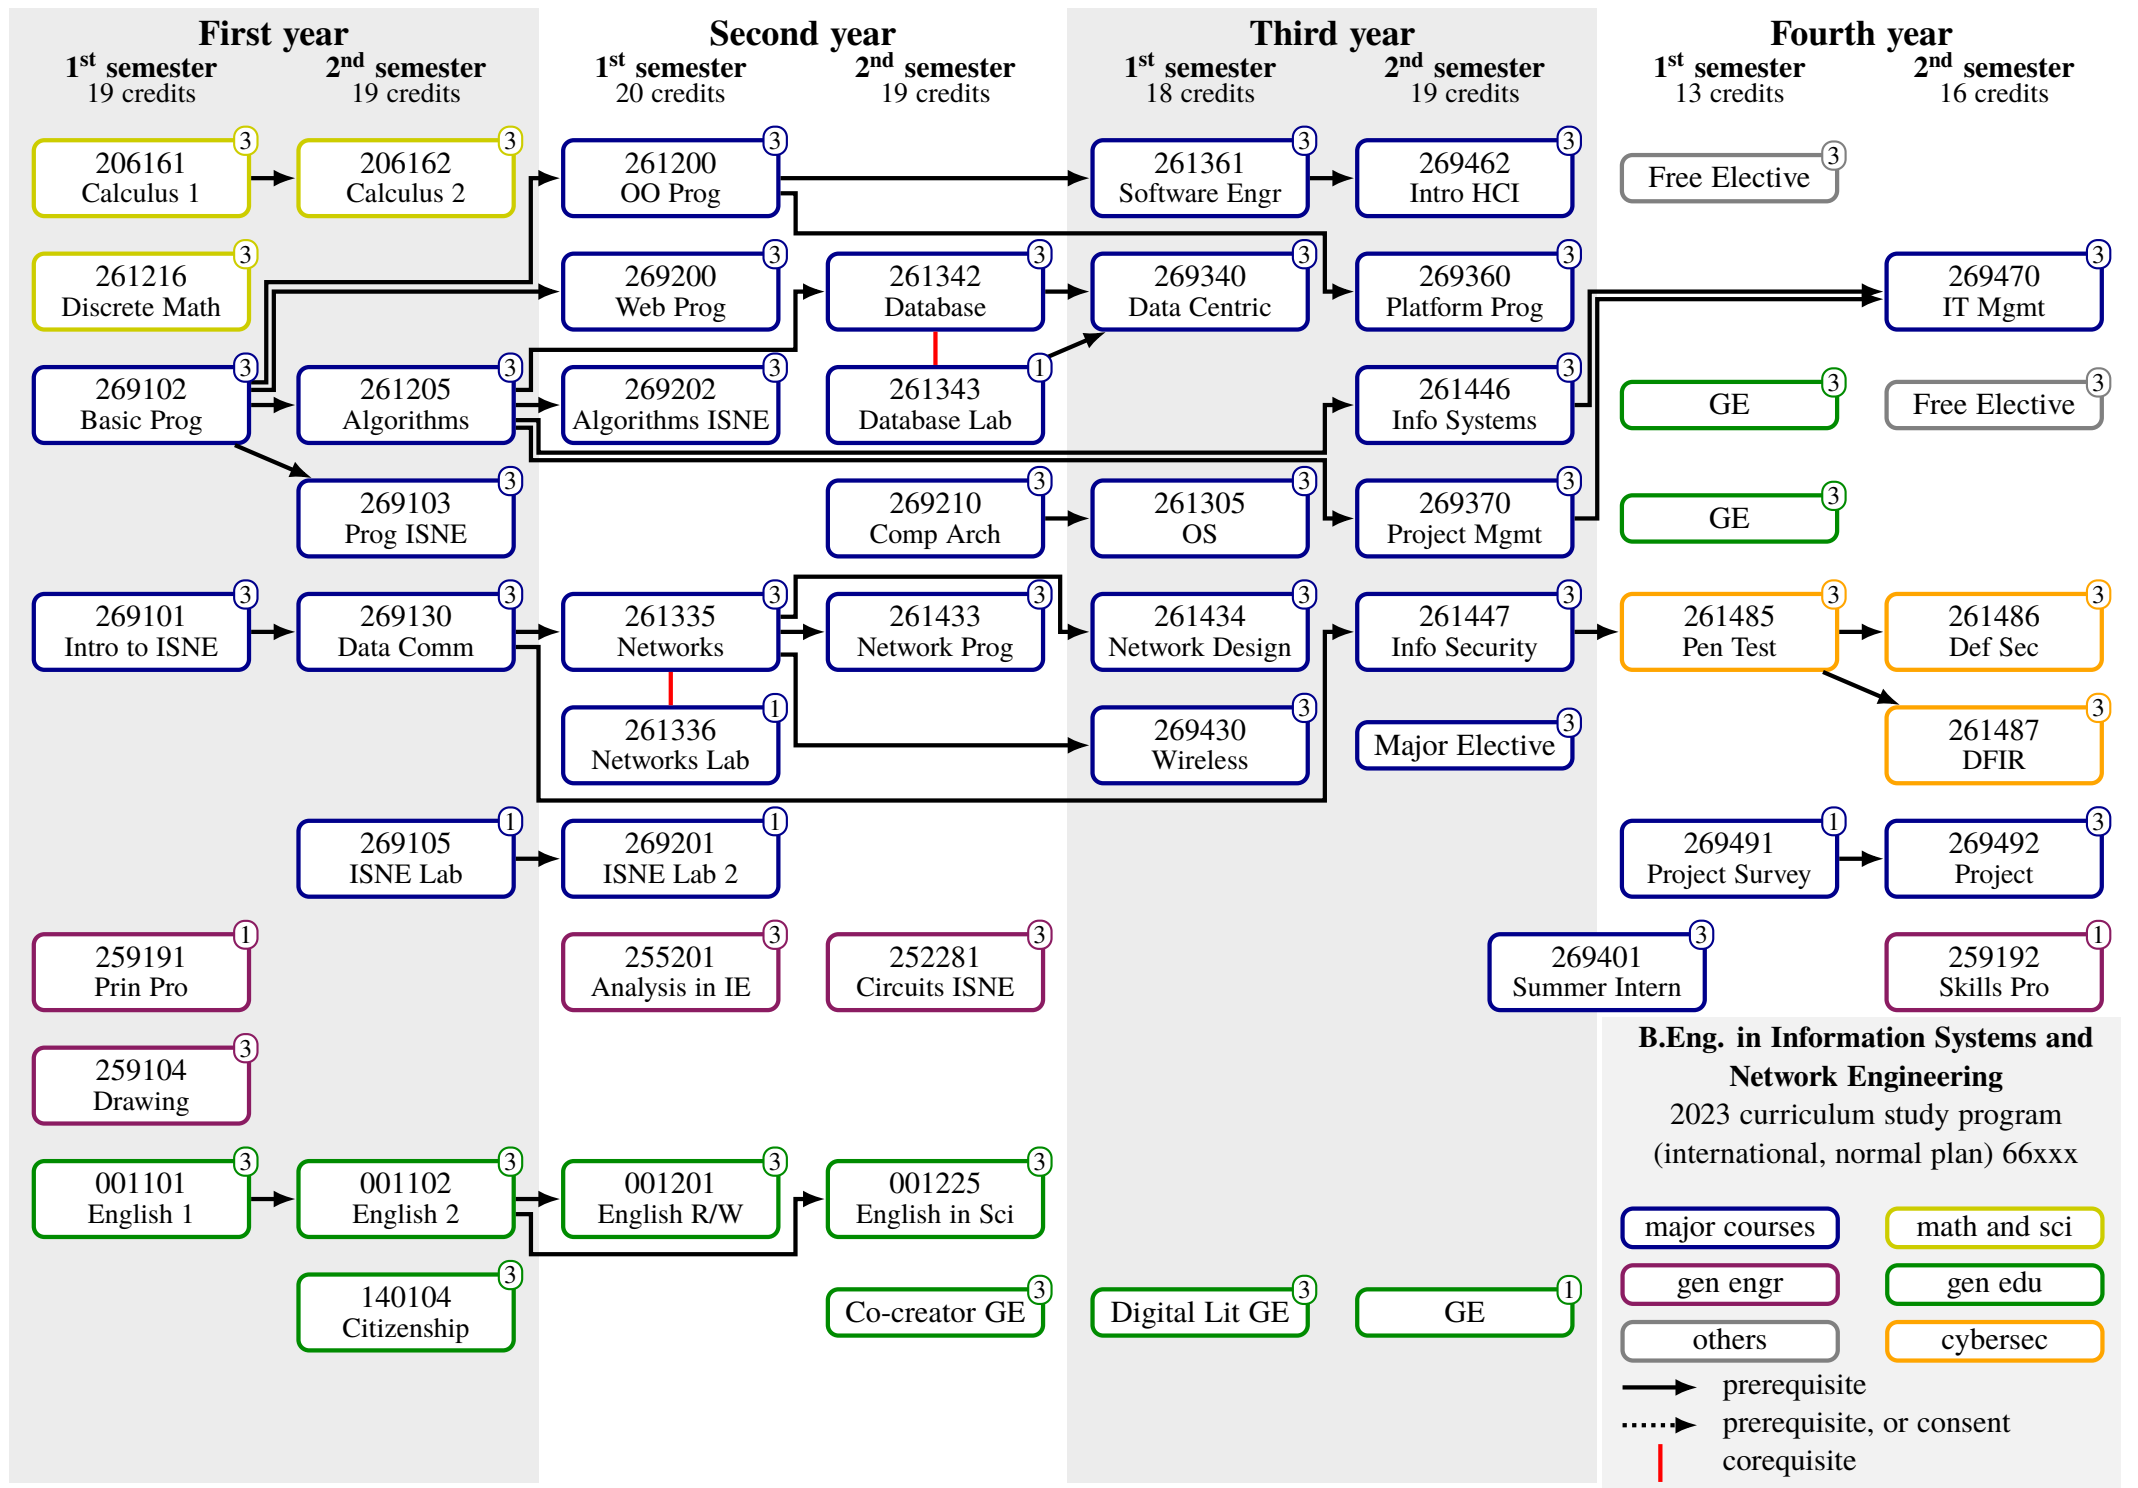 First year
1st semester
19 credits
2nd semester
19 credits
Second year
1st semester
20 credits
2nd semester
19 credits
Third year
1st semester
18 credits
2nd semester
19 credits
Fourth year
1st semester
13 credits
2nd semester
16 credits
3
206161
Calculus 1
3
206162
Calculus 2
3
261200
OO Prog
3
261361
Software Engr
3
269462
Intro HCI
3
Free Elective
3
261216
Discrete Math
3
269200
Web Prog
3
261342
Database
3
269340
Data Centric
3
269360
Platform Prog
3
269470
IT Mgmt
3
269102
Basic Prog
3
261205
Algorithms
3
269202
Algorithms ISNE
1
261343
Database Lab
3
261446
Info Systems
3
GE
3
Free Elective
3
269103
Prog ISNE
3
269210
Comp Arch
3
261305
OS
3
269370
Project Mgmt
3
GE
3
269101
Intro to ISNE
3
269130
Data Comm
3
261335
Networks
3
261433
Network Prog
3
261434
Network Design
3
261447
Info Security
3
261485
Pen Test
3
261486
Def Sec
1
261336
Networks Lab
3
269430
Wireless
3
Major Elective
3
261487
DFIR
1
269105
ISNE Lab
1
269201
ISNE Lab 2
1
269491
Project Survey
3
269492
Project
1
259191
Prin Pro
3
255201
Analysis in IE
3
252281
Circuits ISNE
3
269401
Summer Intern
1
259192
Skills Pro
3
259104
Drawing
3
001101
English 1
3
001102
English 2
3
001201
English R/W
3
001225
English in Sci
3
140104
Citizenship
3
Co-creator GE
3
Digital Lit GE
1
GE
B.Eng. in Information Systems and
Network Engineering
2023 curriculum study program
(international, normal plan) 66xxx
major courses
math and sci
gen engr
gen edu
others
cybersec
prerequisite
prerequisite, or consent
corequisite